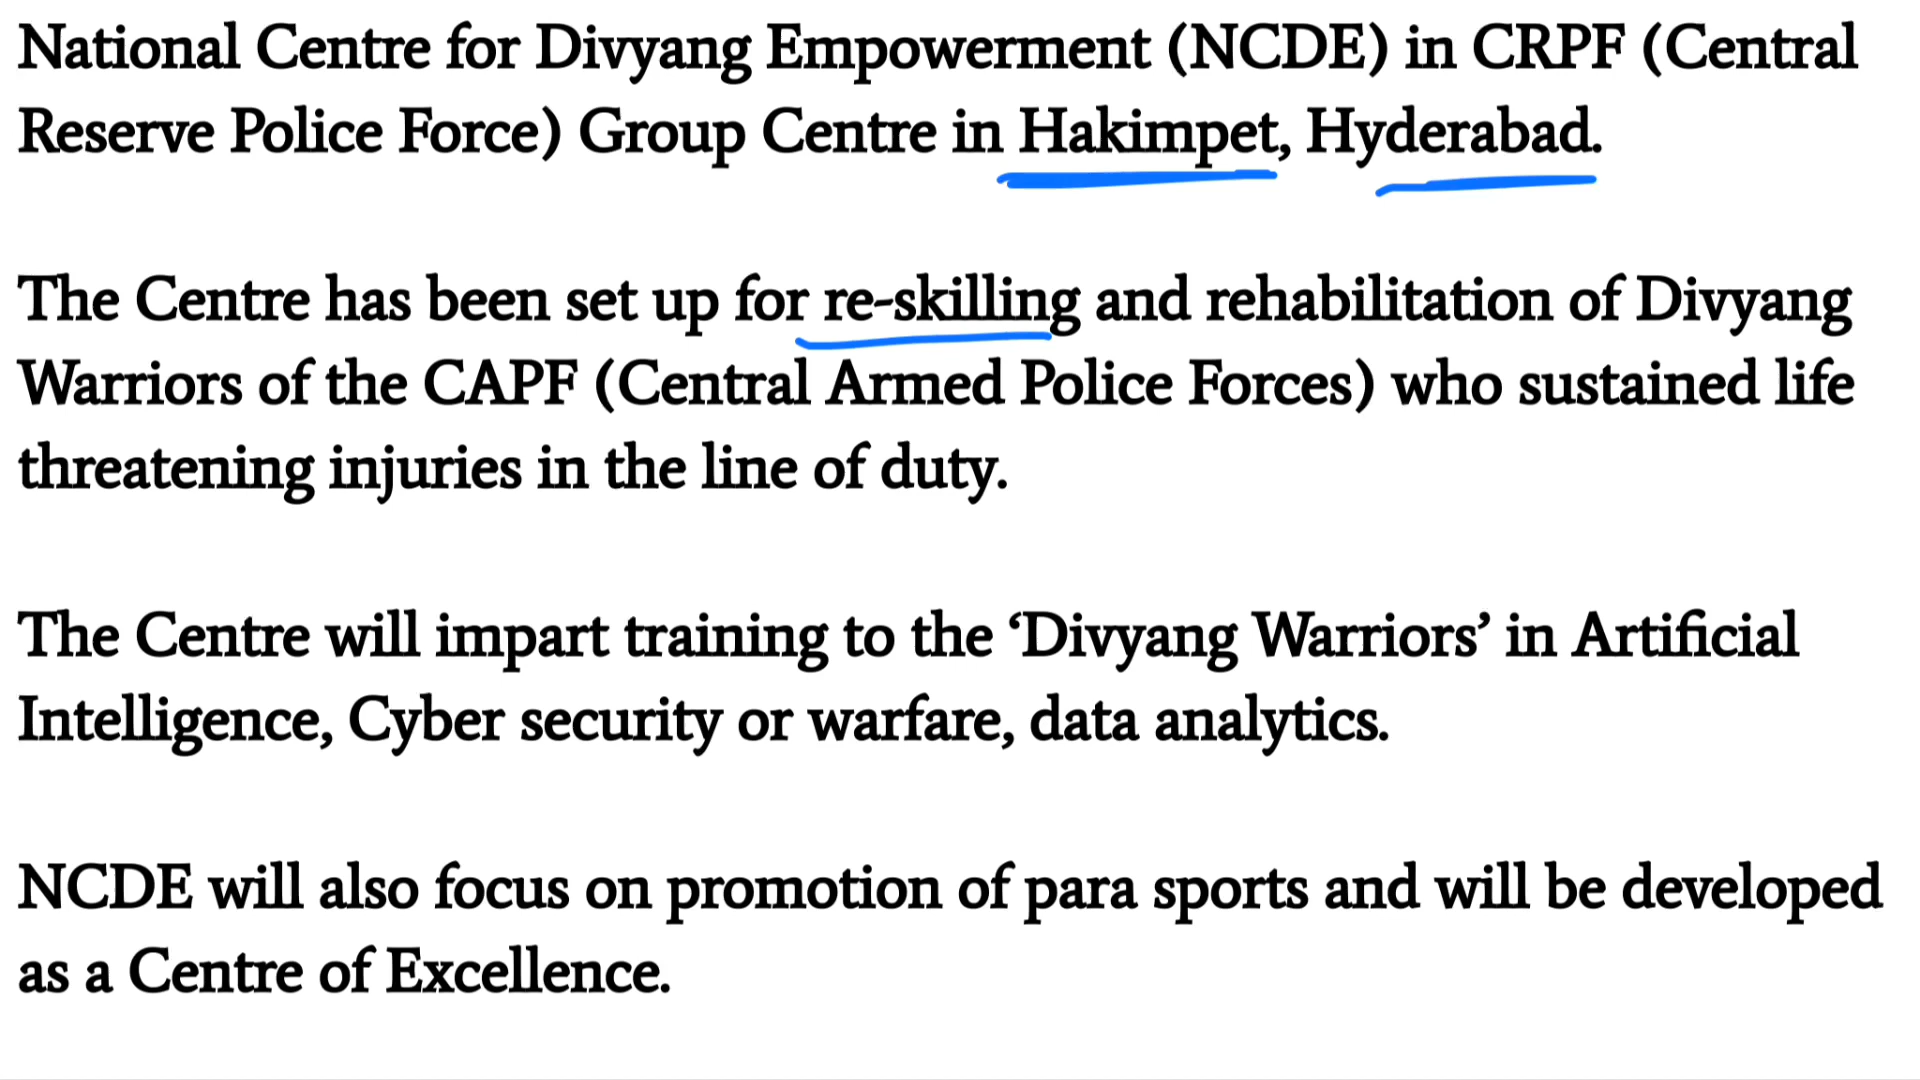 National Centre for Divyang Empowerment (NCDE) in CRPF (Central
Reserve Police Force) Group Centre in Hakimpet, Hyderabad.
The Centre has been set up for re-skilling and rehabilitation of Divyang
Warriors of the CAPF (Central Armed Police Forces) who sustained life
threatening injuries in the line of duty.
The Centre will impart training to the ‘Divyang Warriors’ in Artificial
Intelligence, Cyber security or warfare, data analytics.
NCDE will also focus on promotion of para sports and will be developed
as a Centre of Excellence.